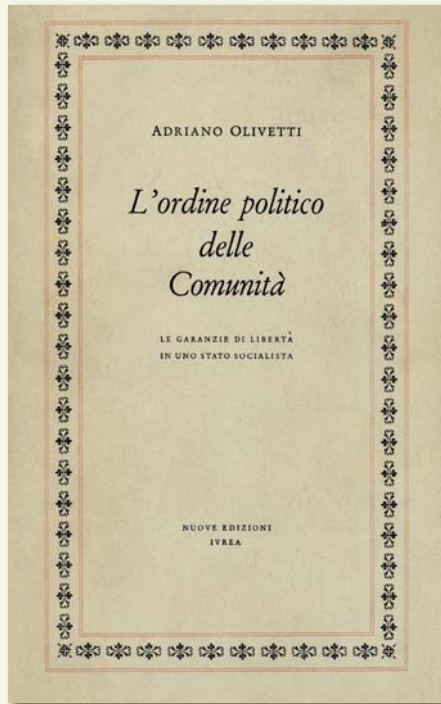 ADRIANO OLIVETTI
L'ordine politico
delle
Comunità
LE GARANZIE DI LIBERTÀ
IN UNO STATO SOCIALISTA
NUOVE EDIZIONI
IVREA